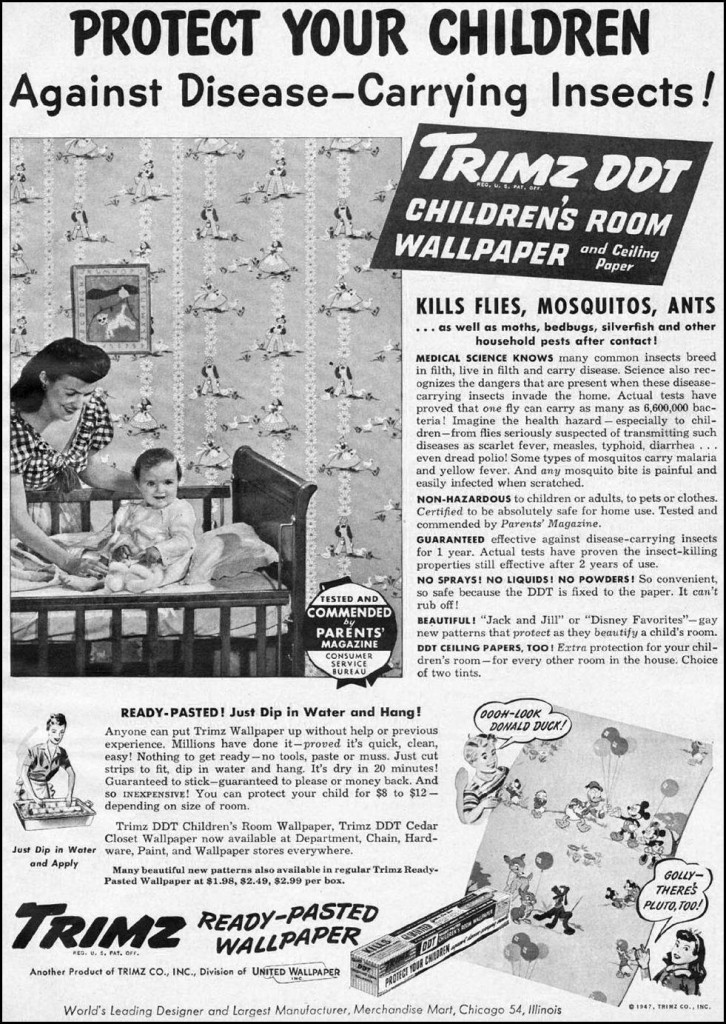 PROTECT YOUR CHILDREN
Against Disease-Carrying Insects!
TRIMZ DDT
REG. U. S. PAT. OFF.
CHILDREN'S ROOM
WALLPAPER and Ceiling
Paper
KILLS FLIES, MOSQUITOS, ANTS
... as well as moths, bedbugs, silverfish and other
household pests after contact!
MEDICAL SCIENCE KNOWS many common insects breed
in filth, live in filth and carry disease. Science also rec-
ognizes the dangers that are present when these disease-
carrying insects invade the home. Actual tests have
proved that one fly can carry as many as 6,600,000 bac-
teria! Imagine the health hazard—especially to chil-
dren—from flies seriously suspected of transmitting such
diseases as scarlet fever, measles, typhoid, diarrhea . . .
even dread polio! Some types of mosquitos carry malaria
and yellow fever. And any mosquito bite is painful and
easily infected when scratched.
NON-HAZARDOUS to children or adults, to pets or clothes.
Certified to be absolutely safe for home use. Tested and
commended by Parents' Magazine.
GUARANTEED effective against disease-carrying insects
for 1 year. Actual tests have proven the insect-killing
properties still effective after 2 years of use.
NO SPRAYS! NO LIQUIDS! NO POWDERS! So convenient,
so safe because the DDT is fixed to the paper. It can't
rub off!
BEAUTIFUL! "Jack and Jill" or "Disney Favorites"—gay
new patterns that protect as they beautify a child's room.
DDT CEILING PAPERS, TOO! Extra protection for your chil-
dren's room—for every other room in the house. Choice
of two tints.
TESTED AND
COMMENDED
by
PARENTS'
MAGAZINE
CONSUMER
SERVICE
BUREAU
READY-PASTED! Just Dip in Water and Hang!
Anyone can put Trimz Wallpaper up without help or previous
experience. Millions have done it—proved it's quick, clean,
easy! Nothing to get ready—no tools, paste or muss. Just cut
strips to fit, dip in water and hang. It's dry in 20 minutes!
Guaranteed to stick—guaranteed to please or money back. And
so INEXPENSIVE! You can protect your child for $8 to $12—
depending on size of room.
Trimz DDT Children's Room Wallpaper, Trimz DDT Cedar
Closet Wallpaper now available at Department, Chain, Hard-
ware, Paint, and Wallpaper stores everywhere.
Many beautiful new patterns also available in regular Trimz Ready-
Pasted Wallpaper at $1.98, $2.49, $2.99 per box.
Just Dip in Water
and Apply
OOOH-LOOK
DONALD DUCK!
GOLLY-
THERE'S
PLUTO, TOO!
TRIMZ
REG. U. S. PAT. OFF.
READY-PASTED
WALLPAPER
KILLS
DDT
PROTECT YOUR CHILDREN
Another Product of TRIMZ CO., INC., Division of UNITED WALLPAPER
INC.
World's Leading Designer and Largest Manufacturer, Merchandise Mart, Chicago 54, Illinois
© 1947, TRIMZ CO., INC.